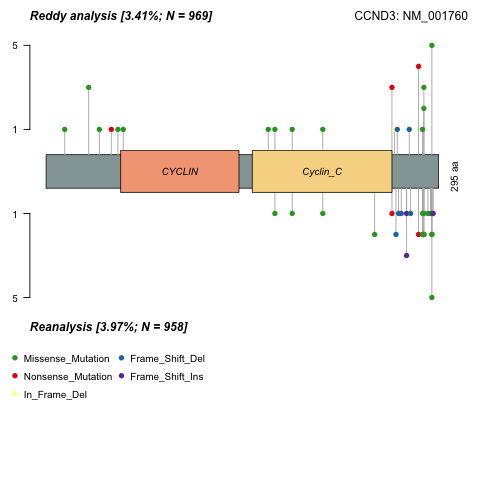 Reddy analysis [3.41%; N = 969] CCND3: NM_001760
5
1
CYCLIN Cyclin_C
295 aa
1
5
Reanalysis [3.97%; N = 958]
Missense_Mutation Frame_Shift_Del
Nonsense_Mutation Frame_Shift_Ins
In_Frame_Del